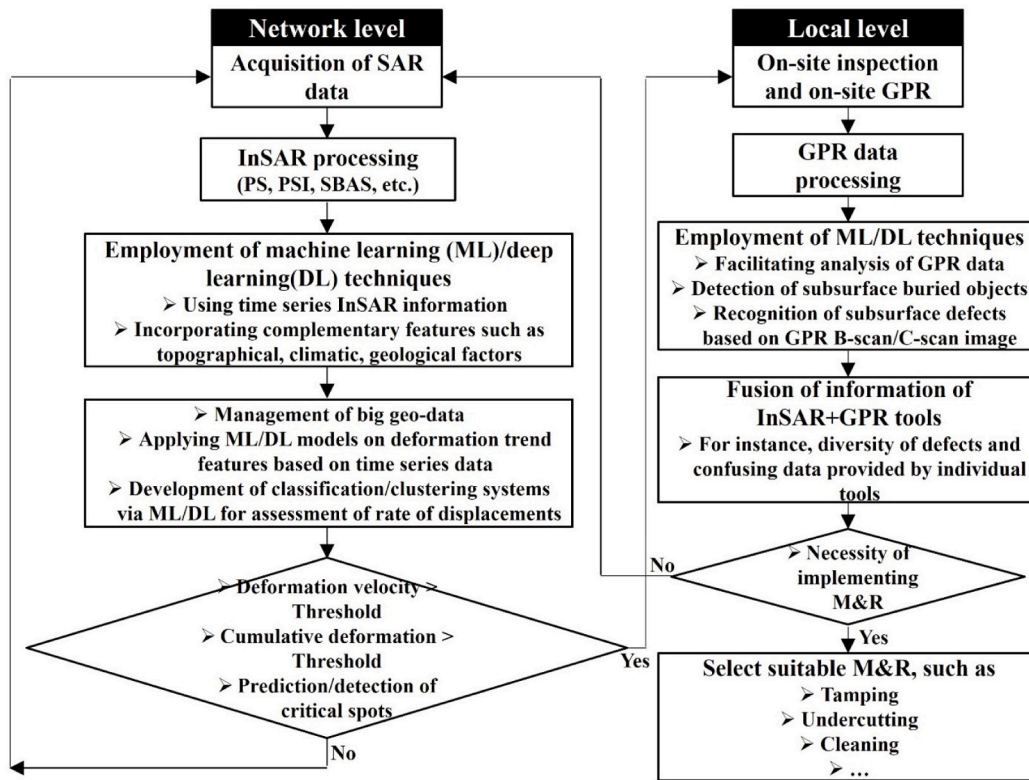 Network level
Acquisition of SAR
data
InSAR processing
(PS, PSI, SBAS, etc.)
Employment of machine learning (ML)/deep
learning(DL) techniques
➤ Using time series InSAR information
➤ Incorporating complementary features such as
topographical, climatic, geological factors
➤ Management of big geo-data
➤ Applying ML/DL models on deformation trend
features based on time series data
➤ Development of classification/clustering systems
via ML/DL for assessment of rate of displacements
➤ Deformation velocity >
Threshold
➤ Cumulative deformation >
Threshold
➤ Prediction/detection of
critical spots
Yes
No
Local level
On-site inspection
and on-site GPR
GPR data
processing
Employment of ML/DL techniques
➤ Facilitating analysis of GPR data
➤ Detection of subsurface buried objects
➤ Recognition of subsurface defects
based on GPR B-scan/C-scan image
Fusion of information of
InSAR+GPR tools
➤ For instance, diversity of defects and
confusing data provided by individual
tools
➤ Necessity of
implementing
M&R
No
Yes
Select suitable M&R, such as
➤ Tamping
➤ Undercutting
➤ Cleaning
➤ ...